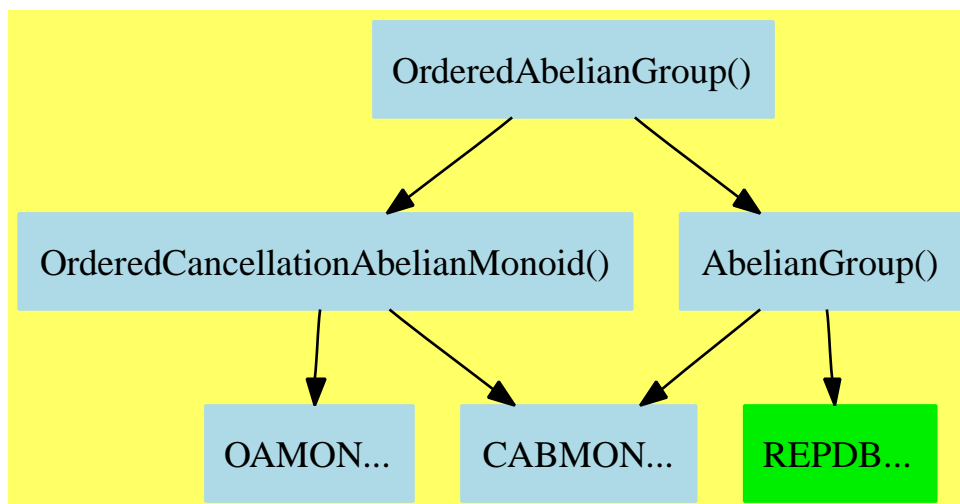 OrderedAbelianGroup()
OrderedCancellationAbelianMonoid()
AbelianGroup()
OAMON...
CABMON...
REPDB...